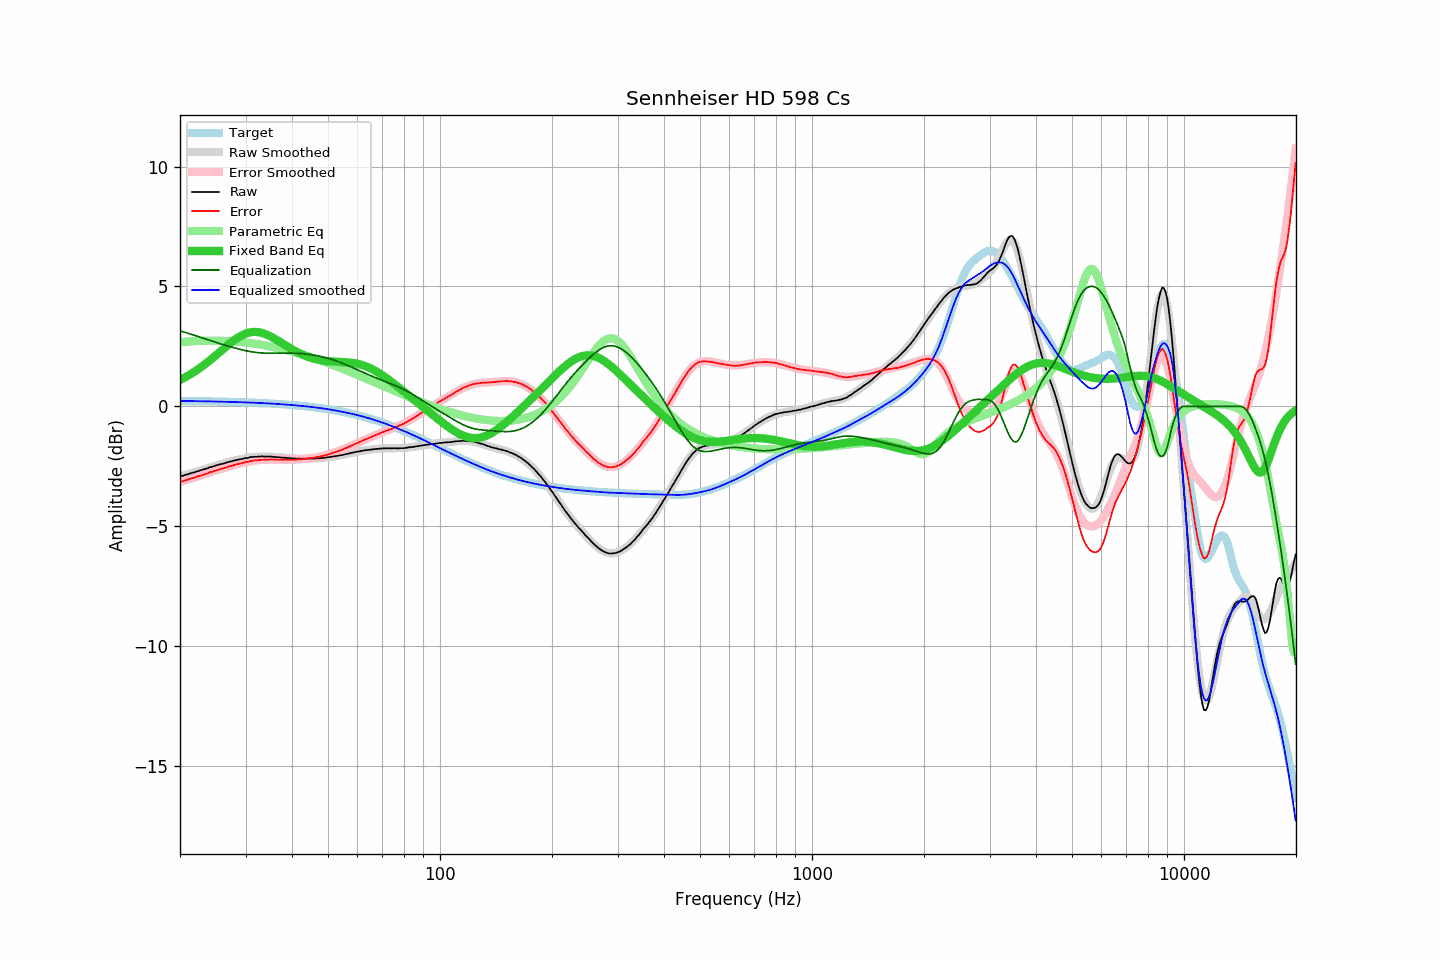 Sennheiser HD 598 Cs
Target
Raw Smoothed
Error Smoothed
Raw
Error
Parametric Eq
Fixed Band Eq
Equalization
Equalized smoothed
Amplitude (dBr)
10
5
0
−5
−10
−15
100
1000
10000
Frequency (Hz)